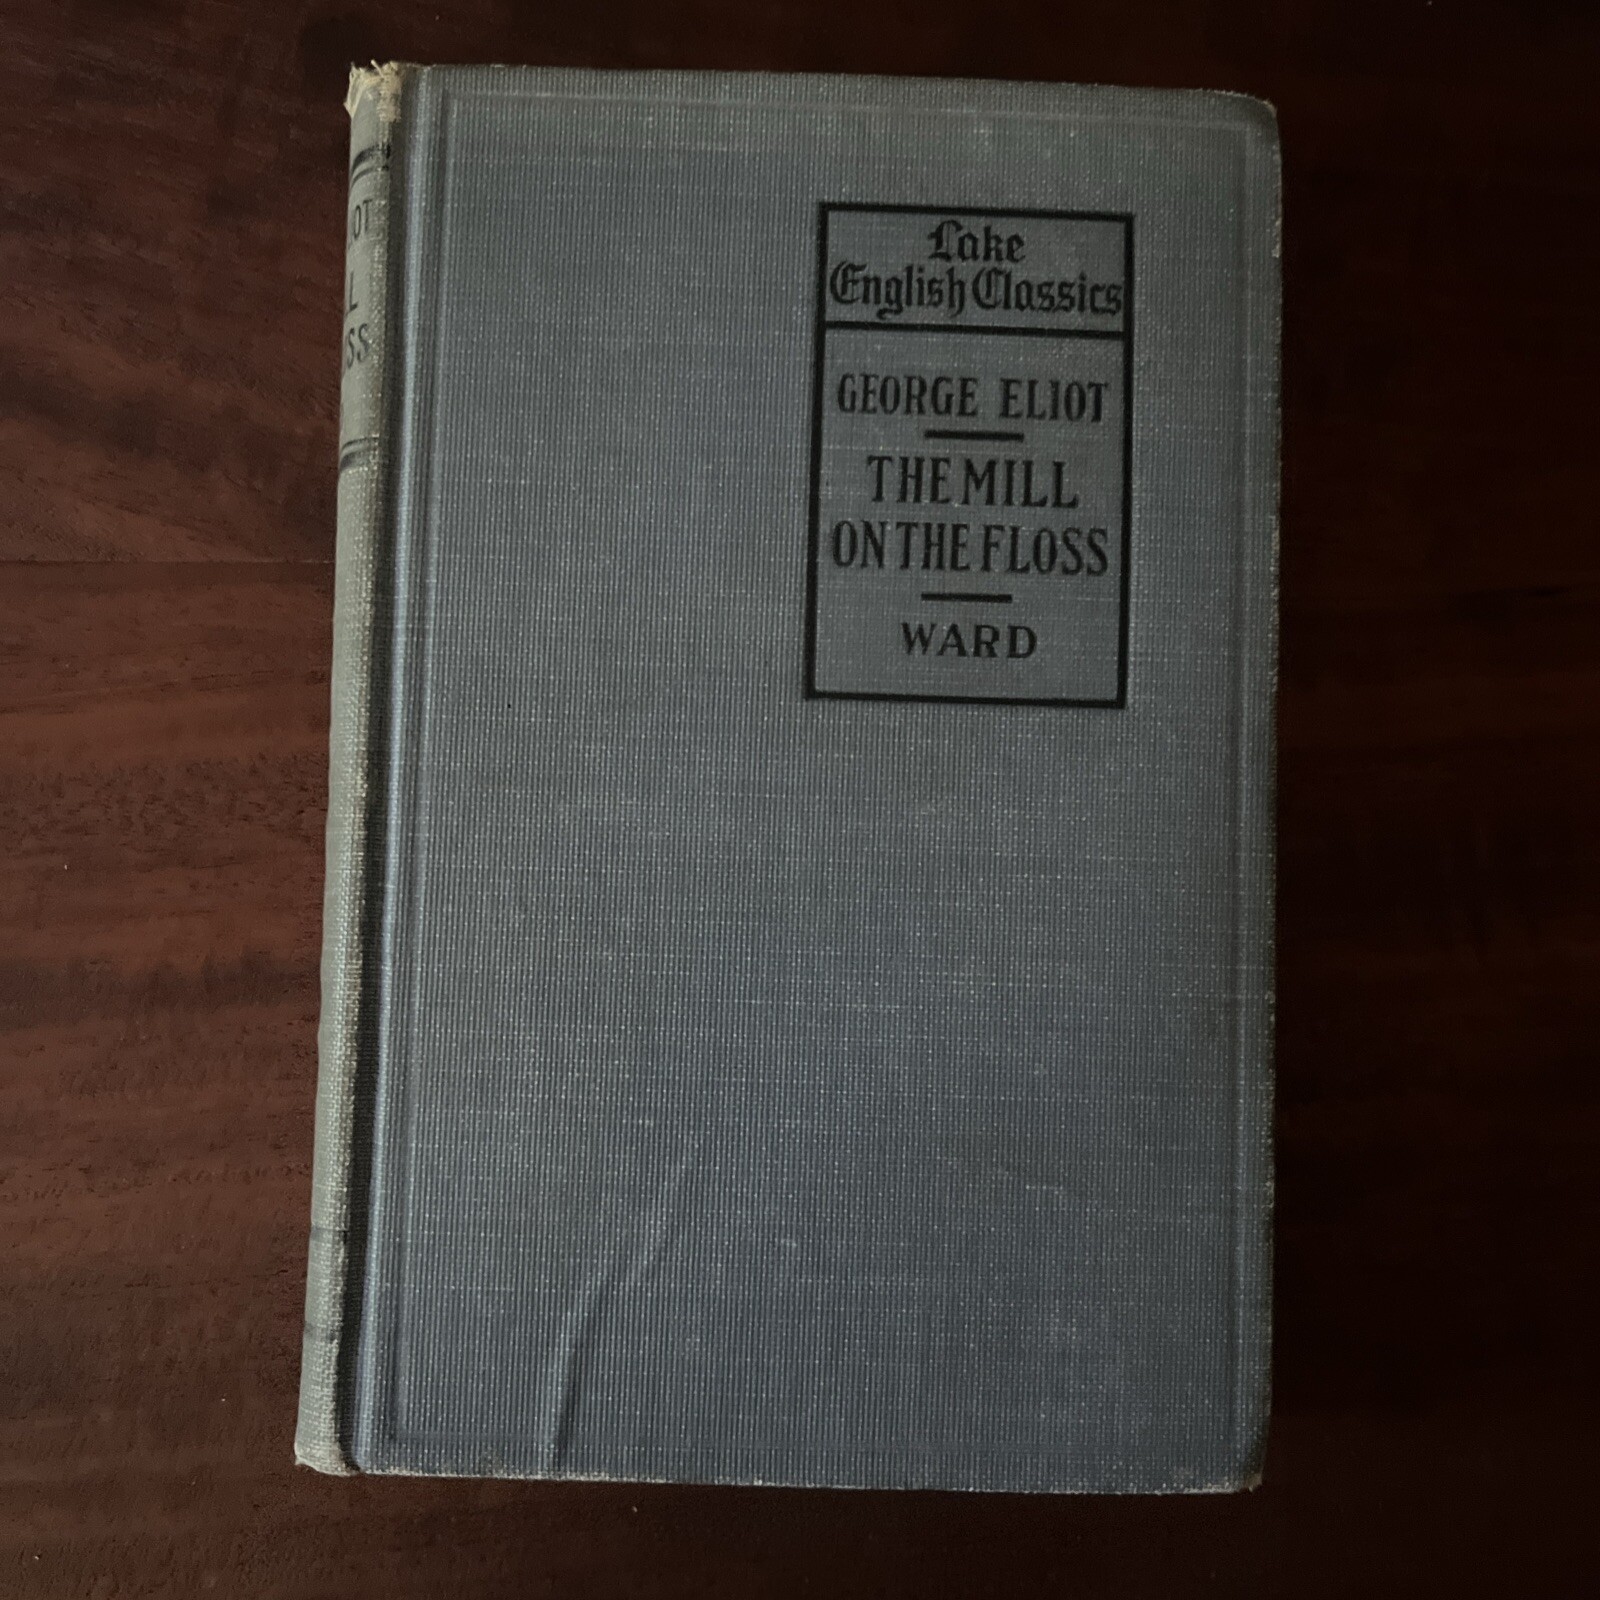 Lake
English Classics
GEORGE ELIOT
THE MILL
ON THE FLOSS
WARD